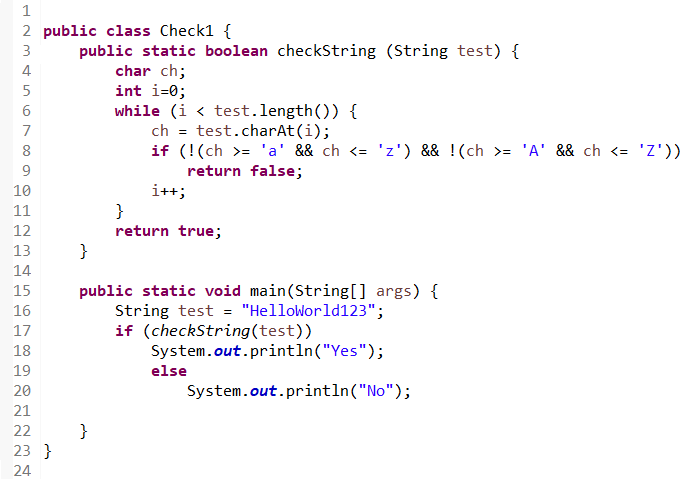 1
2 public class Check1 {
3     public static boolean checkString (String test) {
4         char ch;
5         int i=0;
6         while (i < test.length()) {
7             ch = test.charAt(i);
8             if (!(ch >= 'a' && ch <= 'z') && !(ch >= 'A' && ch <= 'Z'))
9                 return false;
10             i++;
11         }
12         return true;
13     }
14
15     public static void main(String[] args) {
16         String test = "HelloWorld123";
17         if (checkString(test))
18             System.out.println("Yes");
19             else
20                 System.out.println("No");
21
22     }
23 }
24